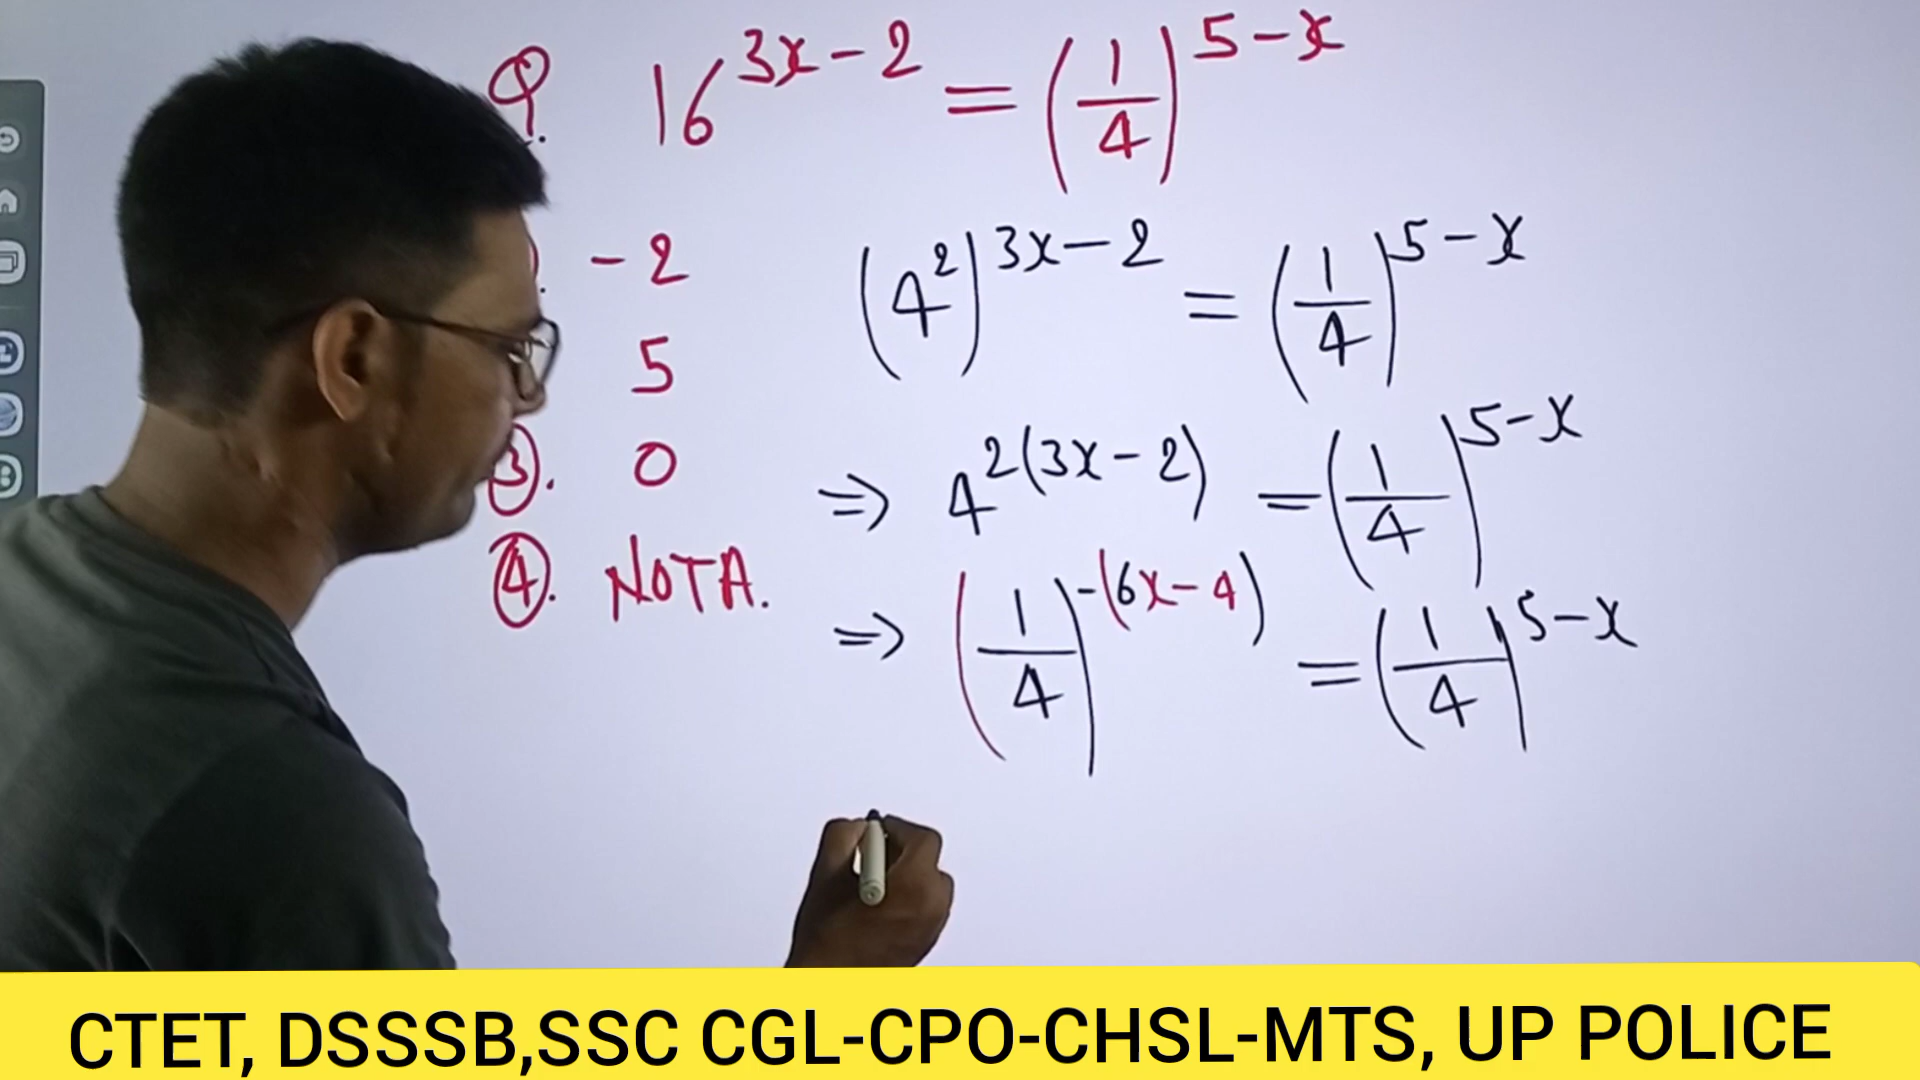 Q. 16^{3x-2} = (1/4)^{5-x}
- 2
(4^2)^{3x-2} = (1/4)^{5-x}
5
③. 0
=> 4^{2(3x-2)} = (1/4)^{5-x}
④. NOTA.
=> (1/4)^{-(6x-4)} = (1/4)^{5-x}
CTET, DSSSB,SSC CGL-CPO-CHSL-MTS, UP POLICE